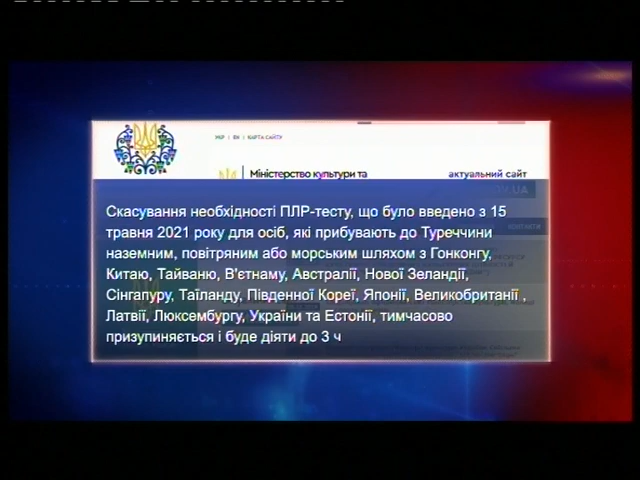 УКР | EN | КАРТА САЙТУ
Міністерство культури та
актуальний сайт
Скасування необхідності ПЛР-тесту, що було введено з 15
травня 2021 року для осіб, які прибувають до Туреччини
наземним, повітряним або морським шляхом з Гонконгу,
Китаю, Тайваню, В'єтнаму, Австралії, Нової Зеландії,
Сінгапуру, Таїланду, Південної Кореї, Японії, Великобританії ,
Латвії, Люксембургу, України та Естонії, тимчасово
призупиняється і буде діяти до 3 ч